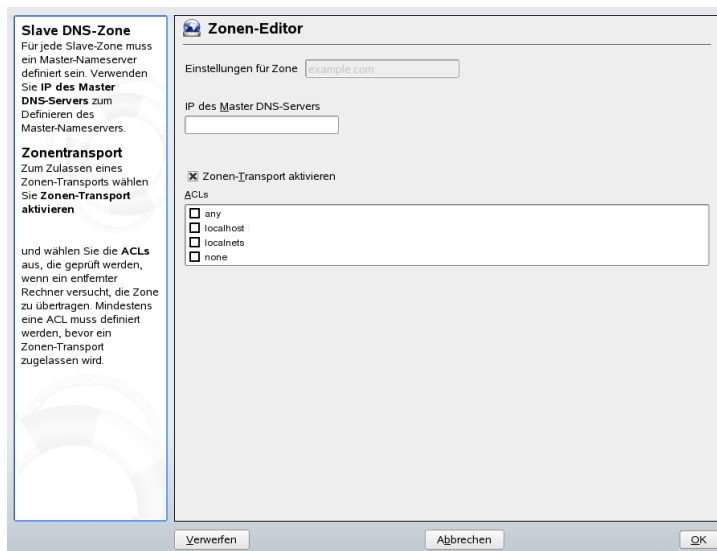 Slave DNS-Zone
Für jede Slave-Zone muss
ein Master-Nameserver
definiert sein. Verwenden
Sie IP des Master
DNS-Servers zum
Definieren des
Master-Nameservers.
Zonentransport
Zum Zulassen eines
Zonen-Transports wählen
Sie Zonen-Transport
aktivieren
und wählen Sie die ACLs
aus, die geprüft werden,
wenn ein entfernter
Rechner versucht, die Zone
zu übertragen. Mindestens
eine ACL muss definiert
werden, bevor ein
Zonen-Transport
zugelassen wird.
Zonen-Editor
Einstellungen für Zone example.com
IP des Master DNS-Servers
Zonen-Transport aktivieren
ACLs
any
localhost
localnets
none
Verwerfen
Abbrechen
OK